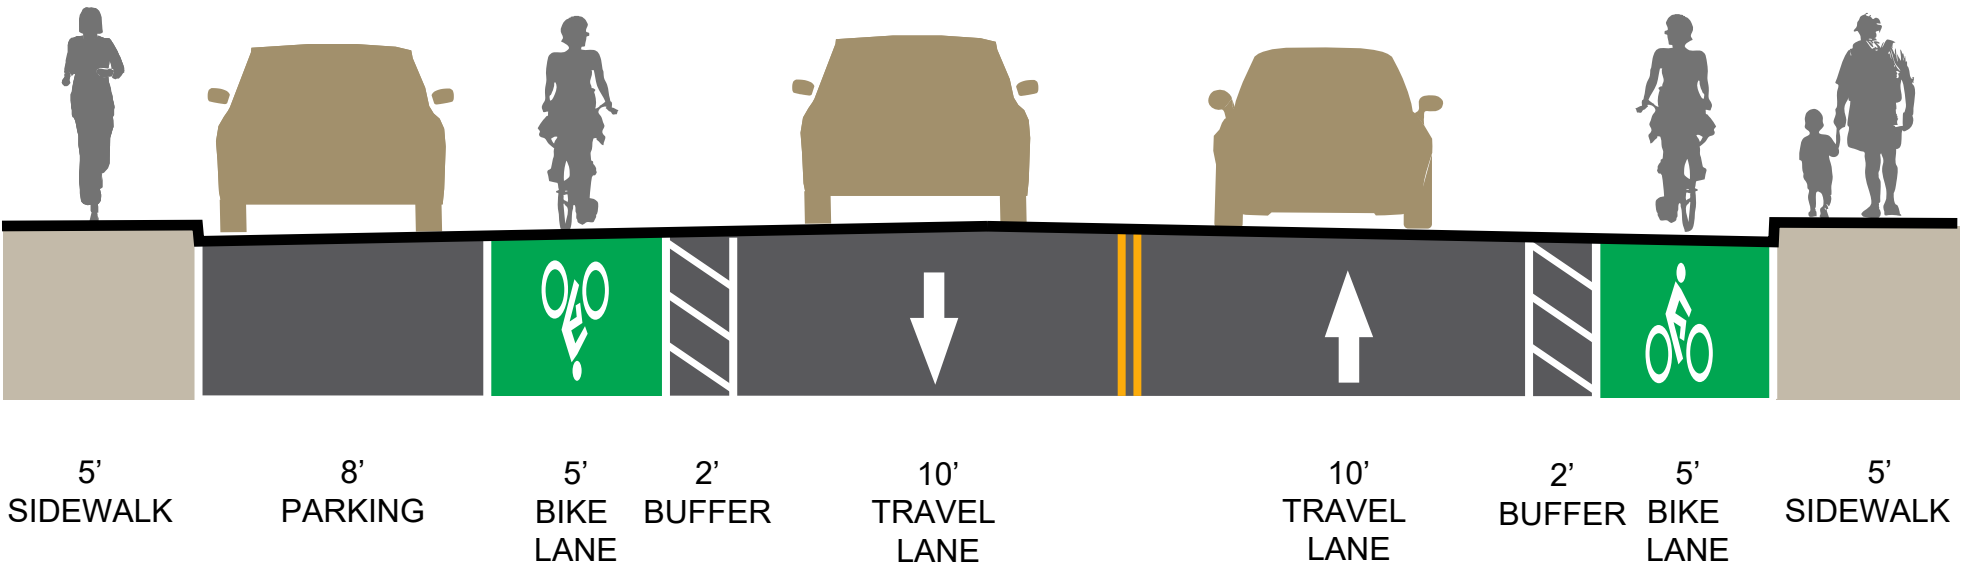 5’
SIDEWALK
8’
PARKING
5’
BIKE
LANE
2’
BUFFER
10’
TRAVEL
LANE
10’
TRAVEL
LANE
2’
BUFFER
5’
BIKE
LANE
5’
SIDEWALK